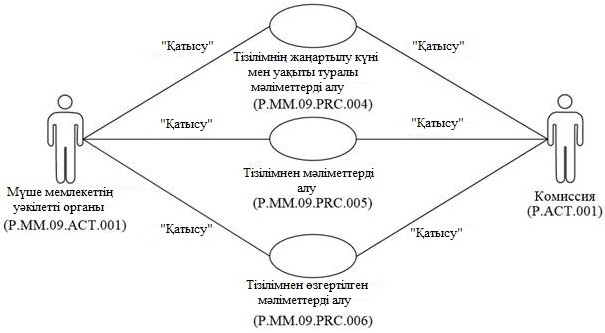 "Қатысу"
"Қатысу"
Тізілімнің жаңартылу күні
мен уақыты туралы
мәліметтерді алу
(P.MM.09.PRC.004)
"Қатысу"
"Қатысу"
Тізілімнен мәліметтерді
алу
(P.MM.09.PRC.005)
Мүше мемлекеттің
уәкілетті органы
(P.MM.09.ACT.001)
Комиссия
(P.ACT.001)
"Қатысу"
"Қатысу"
Тізілімнен өзгертілген
мәліметтерді алу
(P.MM.09.PRC.006)